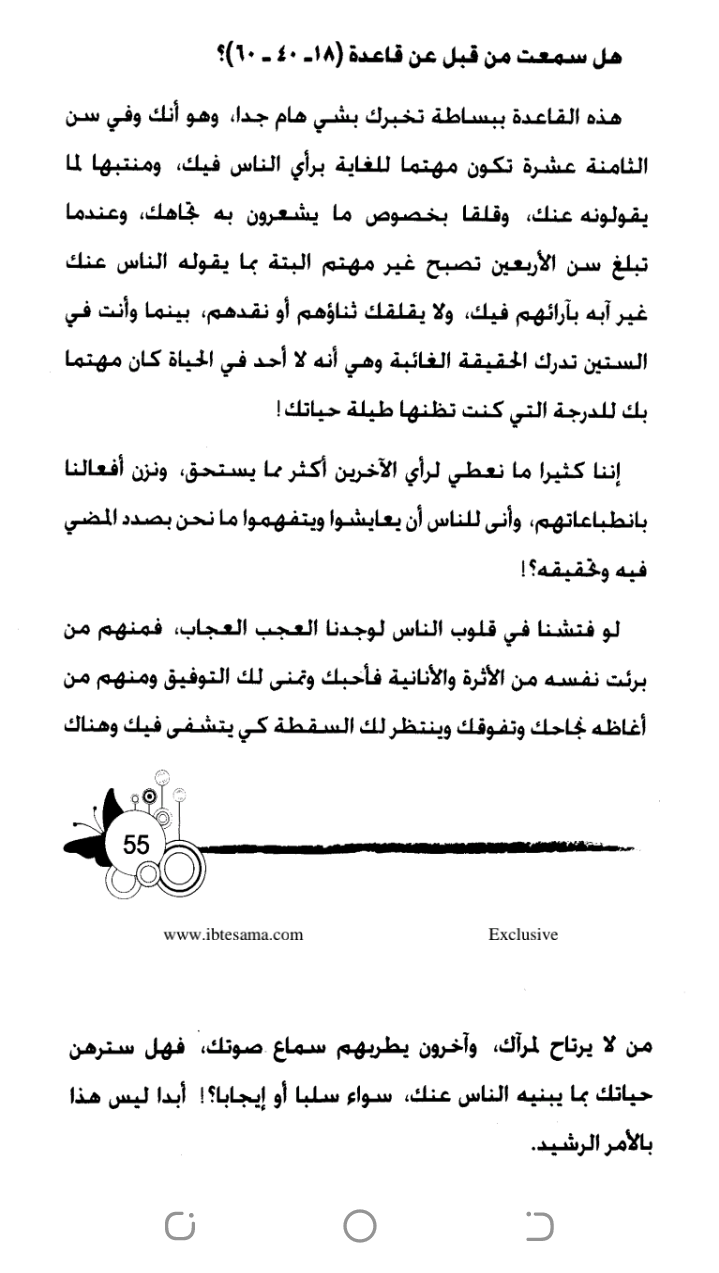 هل سمعت من قبل عن قاعدة (١٨ـ ٤٠ ـ ٦٠)؟
هذه القاعدة ببساطة تخبرك بشي هام جدا، وهو أنك وفي سن
الثامنة عشرة تكون مهتما للغاية برأي الناس فيك، ومنتبها لما
يقولونه عنك، وقلقا بخصوص ما يشعرون به تجاهك، وعندما
تبلغ سن الأربعين تصبح غير مهتم البتة بما يقوله الناس عنك
غير آبه بآرائهم فيك، ولا يقلقك ثناؤهم أو نقدهم، بينما وأنت في
الستين تدرك الحقيقة الغائبة وهي أنه لا أحد في الحياة كان مهتما
بك للدرجة التي كنت تظنها طيلة حياتك!
إننا كثيرا ما نعطي لرأي الآخرين أكثر مما يستحق، ونزن أفعالنا
بانطباعاتهم، وأنى للناس أن يعايشوا ويتفهموا ما نحن بصدد المضي
فيه وتحقيقه؟!
لو فتشنا في قلوب الناس لوجدنا العجب العجاب، فمنهم من
برئت نفسه من الأثرة والأنانية فأحبك وتمنى لك التوفيق ومنهم من
أغاظه نجاحك وتفوقك وينتظر لك السقطة كي يتشفى فيك وهناك
55
www.ibtesama.com Exclusive
من لا يرتاح لمرآك، وآخرون يطربهم سماع صوتك، فهل سترهن
حياتك بما يبنيه الناس عنك، سواء سلبا أو إيجابا؟! أبدا ليس هذا
بالأمر الرشيد.